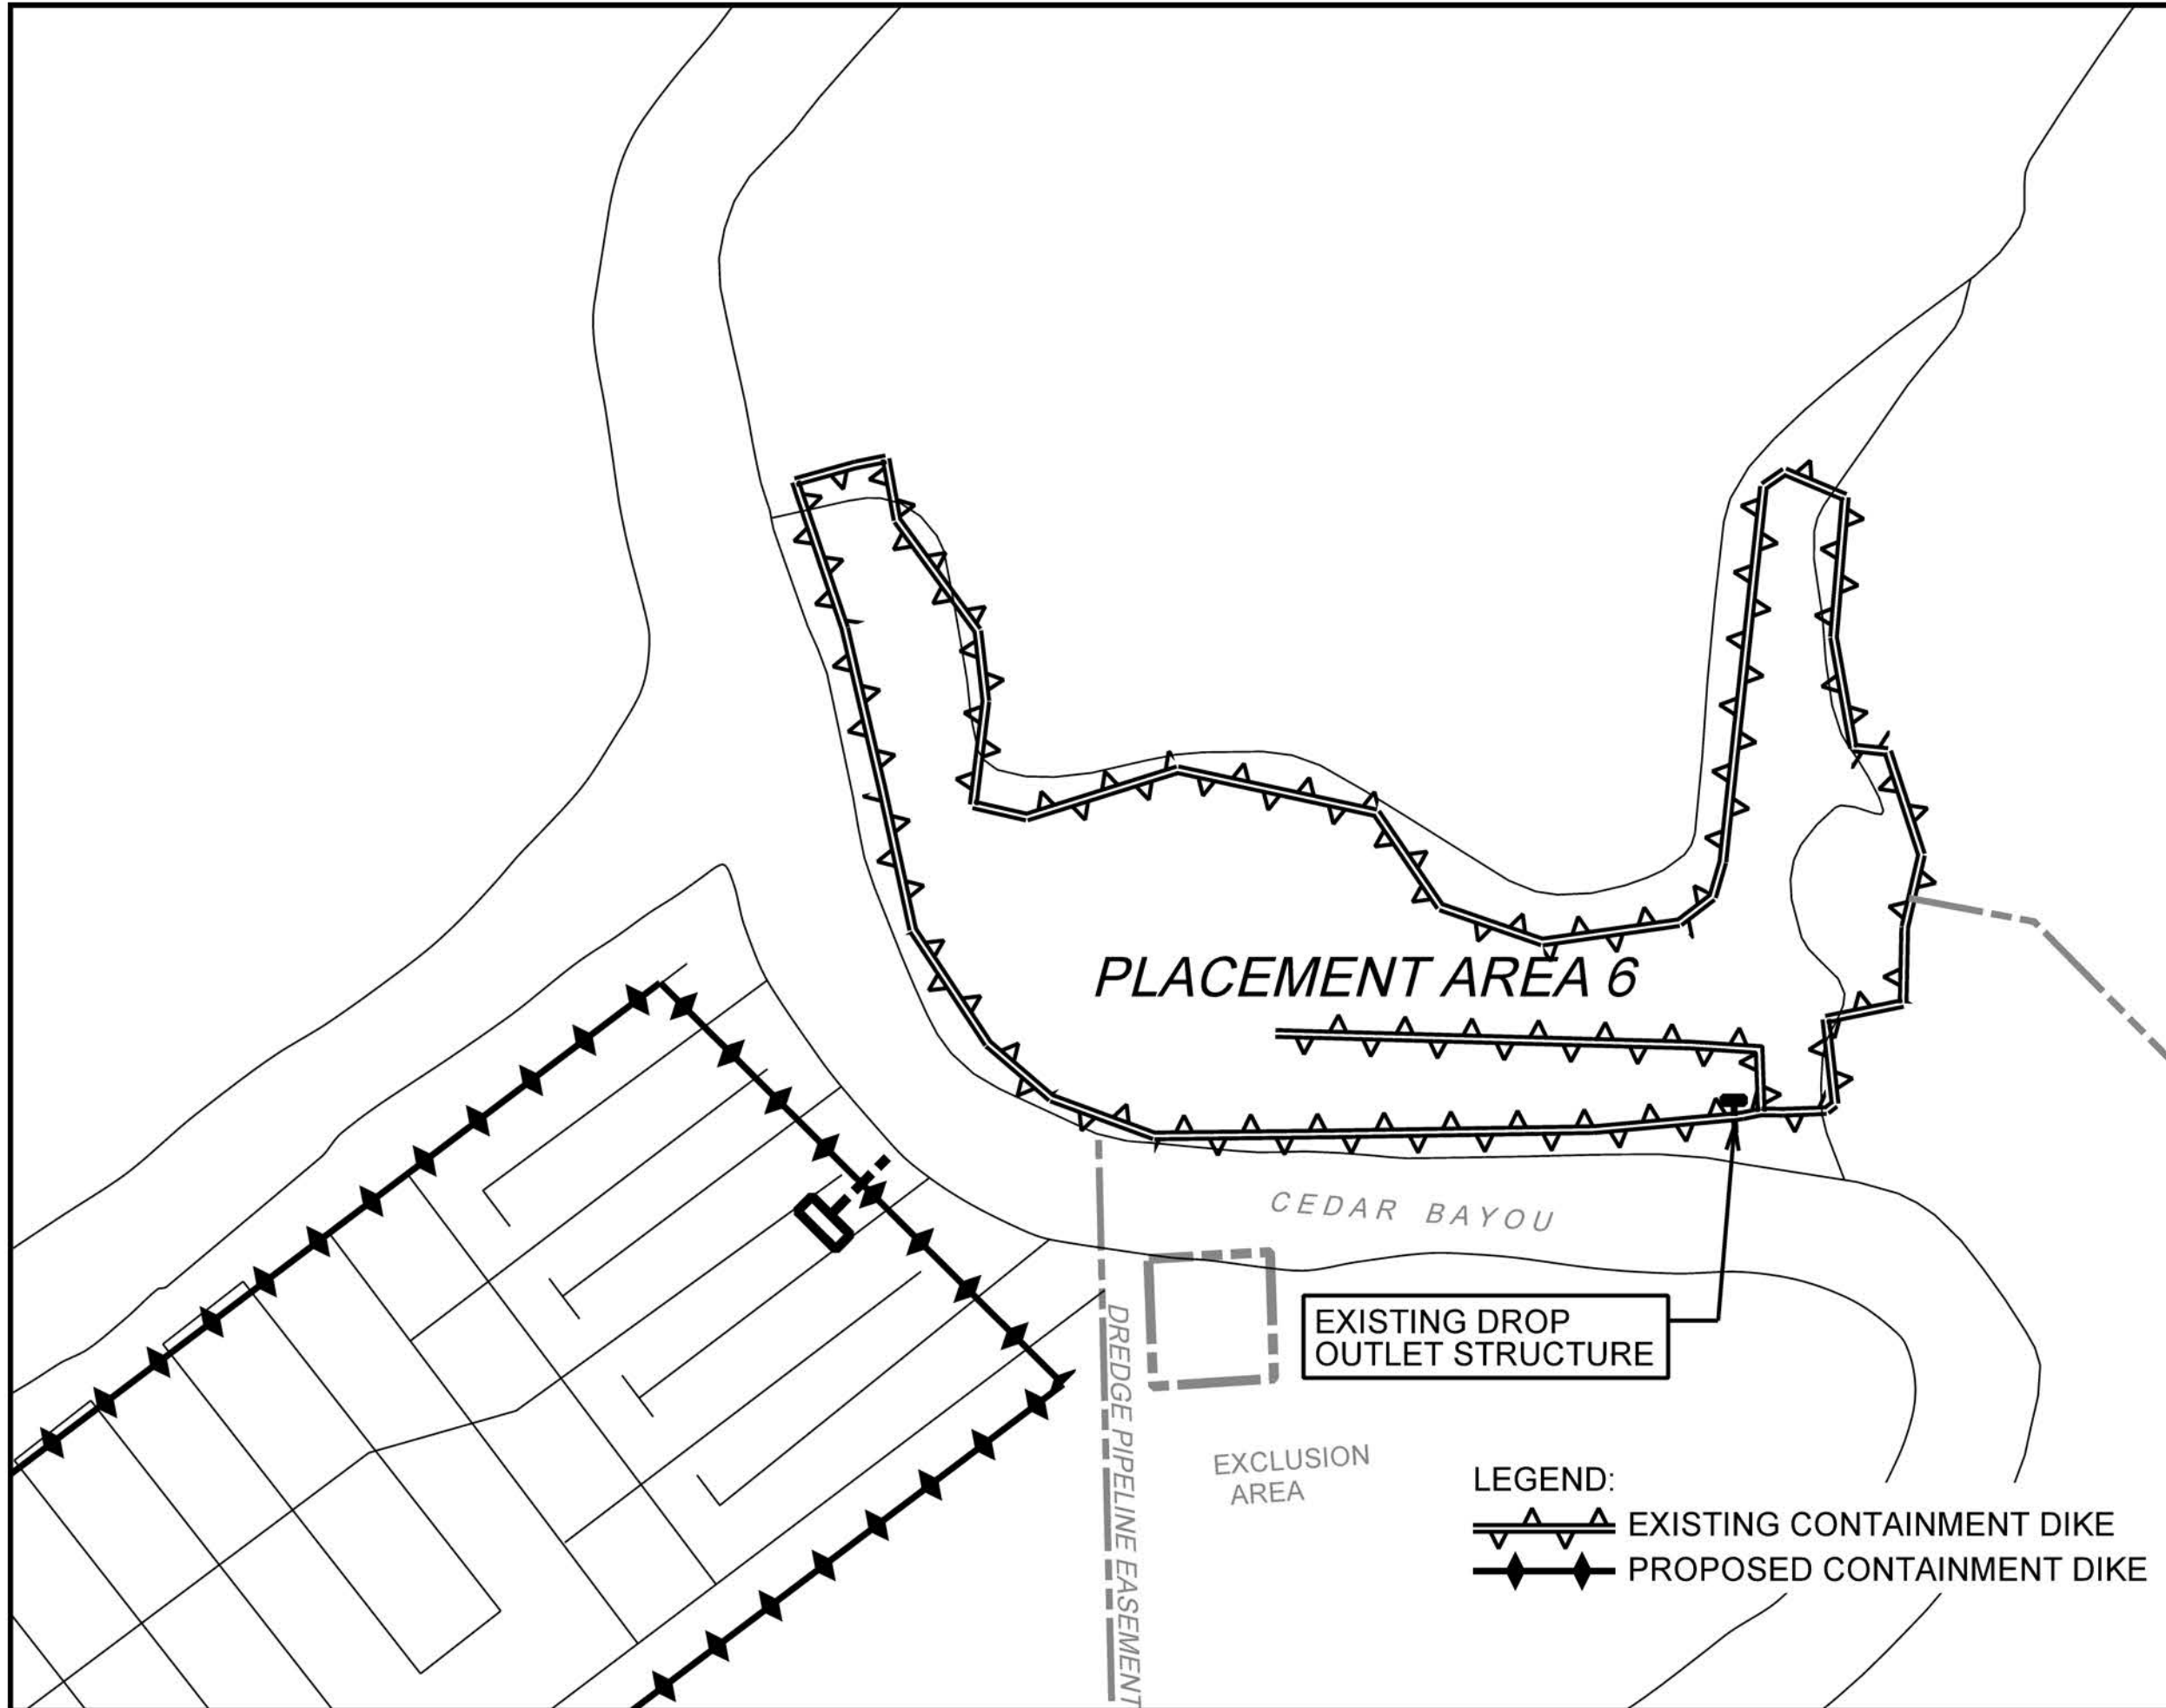 PLACEMENT AREA 6
CEDAR BAYOU
EXISTING DROP
OUTLET STRUCTURE
DREDGE PIPELINE EASEMENT
EXCLUSION
AREA
LEGEND:
EXISTING CONTAINMENT DIKE
PROPOSED CONTAINMENT DIKE